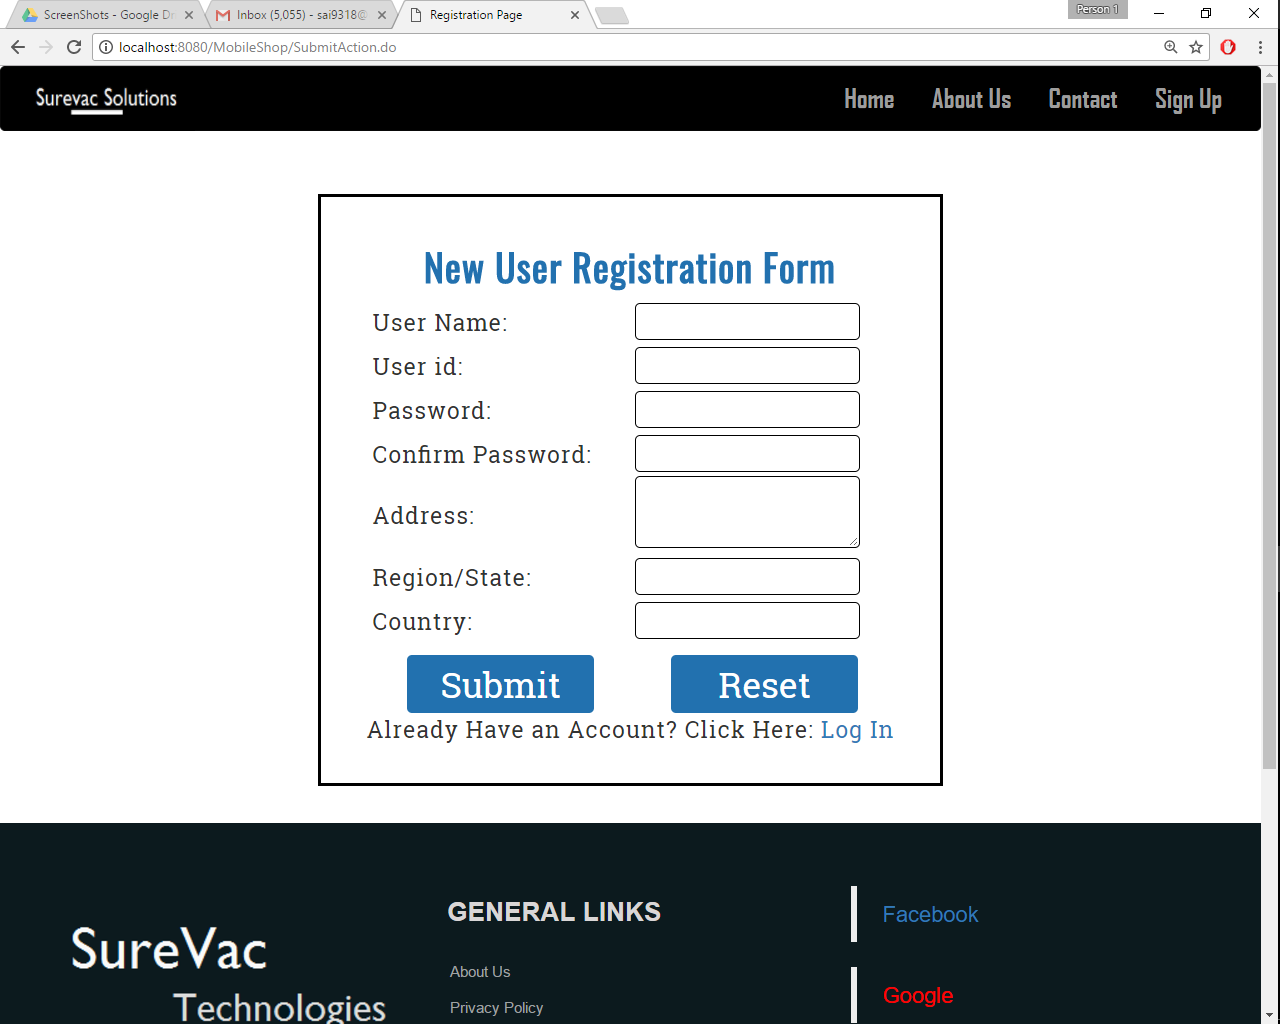 ScreenShots - Google Dr
Inbox (5,055) - sai9318@
Registration Page
Person 1
localhost:8080/MobileShop/SubmitAction.do
Surevac Solutions
Home
About Us
Contact
Sign Up
New User Registration Form
User Name:
User id:
Password:
Confirm Password:
Address:
Region/State:
Country:
Submit
Reset
Already Have an Account? Click Here: Log In
SureVac
Technologies
GENERAL LINKS
About Us
Privacy Policy
Facebook
Google